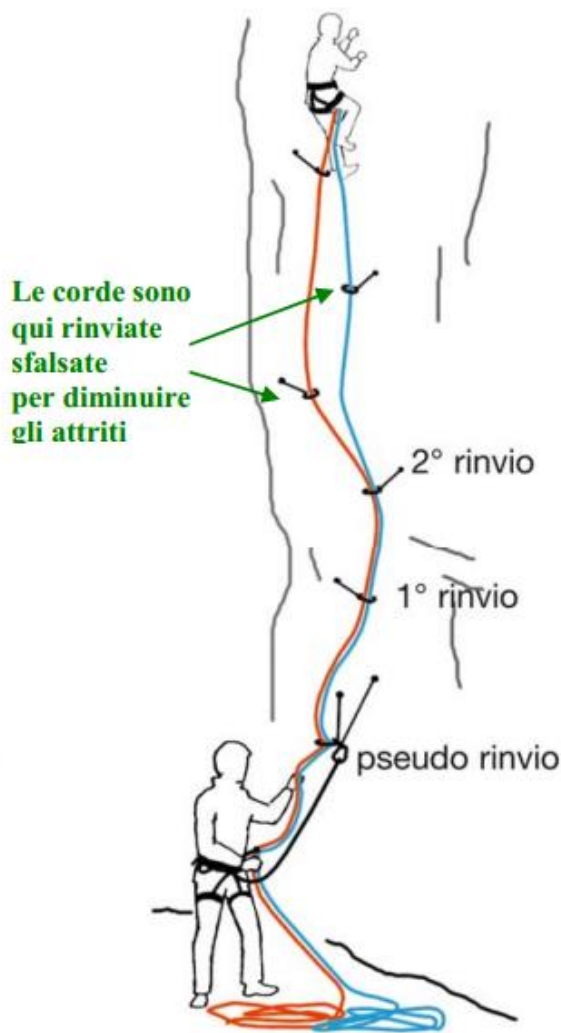 Le corde sono
qui rinviate
sfalsate
per diminuire
gli attriti
2° rinvio
1° rinvio
pseudo rinvio